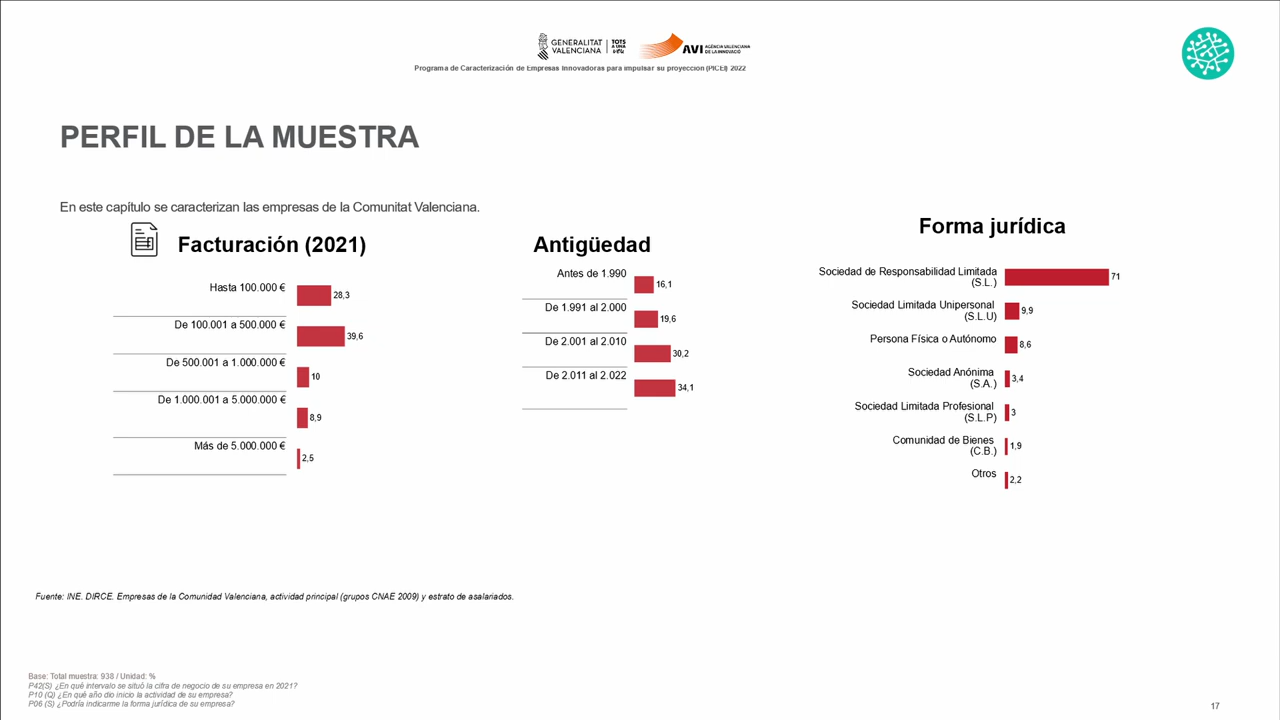 GENERALITAT
VALENCIANA
TOTS
A UNA
veu
AVI AGÈNCIA VALENCIANA
DE LA INNOVACIÓ
Programa de Caracterización de Empresas Innovadoras para impulsar su proyección (PICEI) 2022
PERFIL DE LA MUESTRA
En este capítulo se caracterizan las empresas de la Comunitat Valenciana.
Facturación (2021)
Hasta 100.000 € 28,3
De 100.001 a 500.000 € 39,6
De 500.001 a 1.000.000 € 10
De 1.000.001 a 5.000.000 € 8,9
Más de 5.000.000 € 2,5
Antigüedad
Antes de 1.990 16,1
De 1.991 al 2.000 19,6
De 2.001 al 2.010 30,2
De 2.011 al 2.022 34,1
Forma jurídica
Sociedad de Responsabilidad Limitada
(S.L.) 71
Sociedad Limitada Unipersonal
(S.L.U) 9,9
Persona Física o Autónomo 8,6
Sociedad Anónima
(S.A.) 3,4
Sociedad Limitada Profesional
(S.L.P) 3
Comunidad de Bienes
(C.B.) 1,9
Otros 2,2
Fuente: INE. DIRCE. Empresas de la Comunidad Valenciana, actividad principal (grupos CNAE 2009) y estrato de asalariados.
Base: Total muestra: 938 / Unidad: %
P42(S) ¿En qué intervalo se situó la cifra de negocio de su empresa en 2021?
P10 (Q) ¿En qué año dio inicio la actividad de su empresa?
P06 (S) ¿Podría indicarme la forma jurídica de su empresa?
17